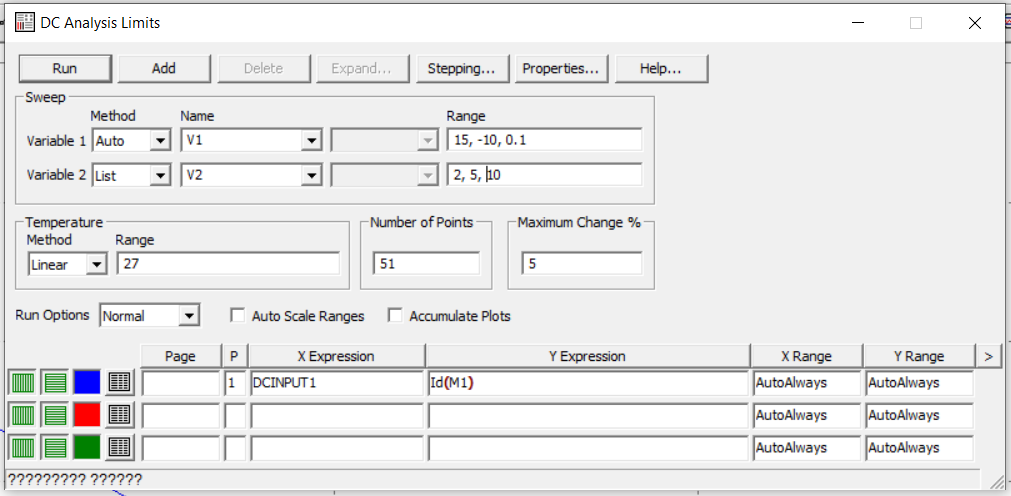 DC Analysis Limits
Run Add Delete Expand... Stepping... Properties... Help...
Sweep
Method Name Range
Variable 1 Auto V1 15, -10, 0.1
Variable 2 List V2 2, 5, 10
Temperature Number of Points Maximum Change %
Method Range
Linear 27 51 5
Run Options Normal Auto Scale Ranges Accumulate Plots
Page P X Expression Y Expression X Range Y Range >
1 DCINPUT1 Id(M1) AutoAlways AutoAlways
AutoAlways AutoAlways
AutoAlways AutoAlways
????????? ??????